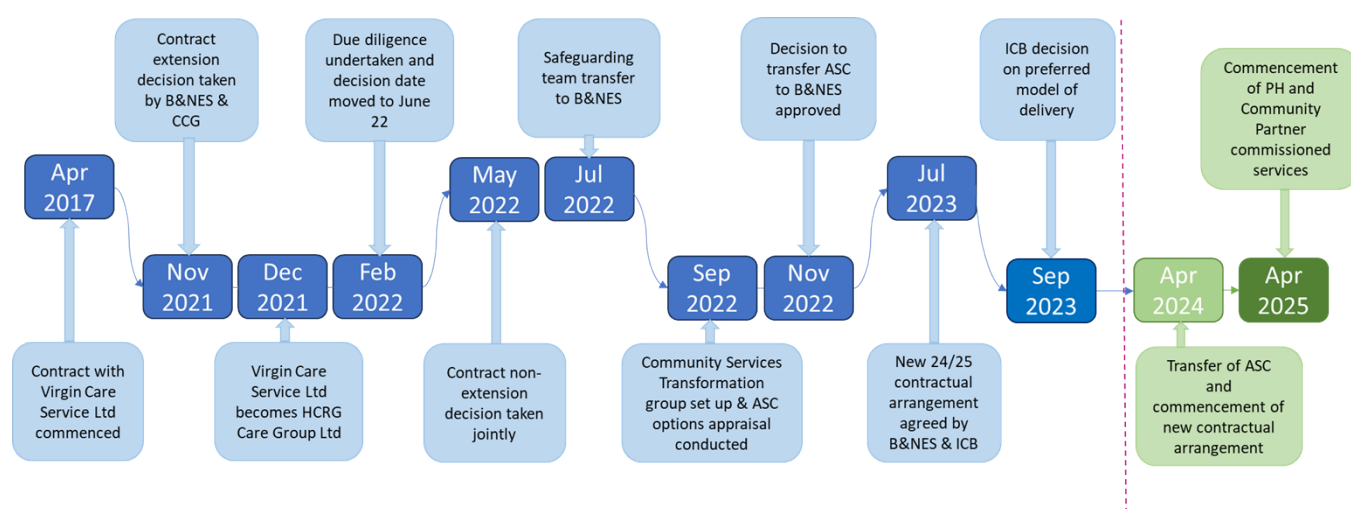 Contract
extension
decision taken
by B&NES &
CCG
Due diligence
undertaken and
decision date
moved to June
22
Safeguarding
team transfer
to B&NES
Decision to
transfer ASC
to B&NES
approved
ICB decision
on preferred
model of
delivery
Commencement
of PH and
Community
Partner
commissioned
services
Apr
2017
Nov
2021
Dec
2021
Feb
2022
May
2022
Jul
2022
Sep
2022
Nov
2022
Jul
2023
Sep
2023
Apr
2024
Apr
2025
Contract with
Virgin Care
Service Ltd
commenced
Virgin Care
Service Ltd
becomes HCRG
Care Group Ltd
Contract non-
extension
decision taken
jointly
Community Services
Transformation
group set up & ASC
options appraisal
conducted
New 24/25
contractual
arrangement
agreed by
B&NES & ICB
Transfer of ASC
and
commencement of
new contractual
arrangement